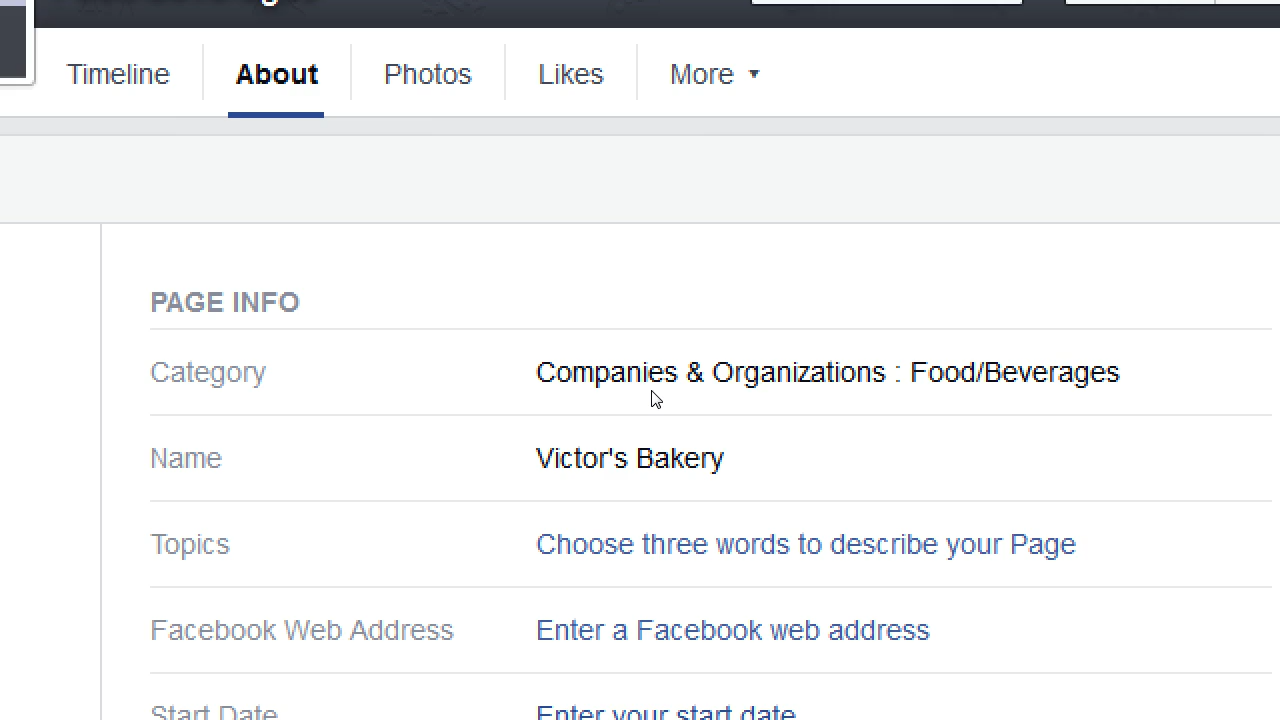 Timeline About Photos Likes More
PAGE INFO
Category Companies & Organizations : Food/Beverages
Name Victor's Bakery
Topics Choose three words to describe your Page
Facebook Web Address Enter a Facebook web address
Start Date Enter your start date